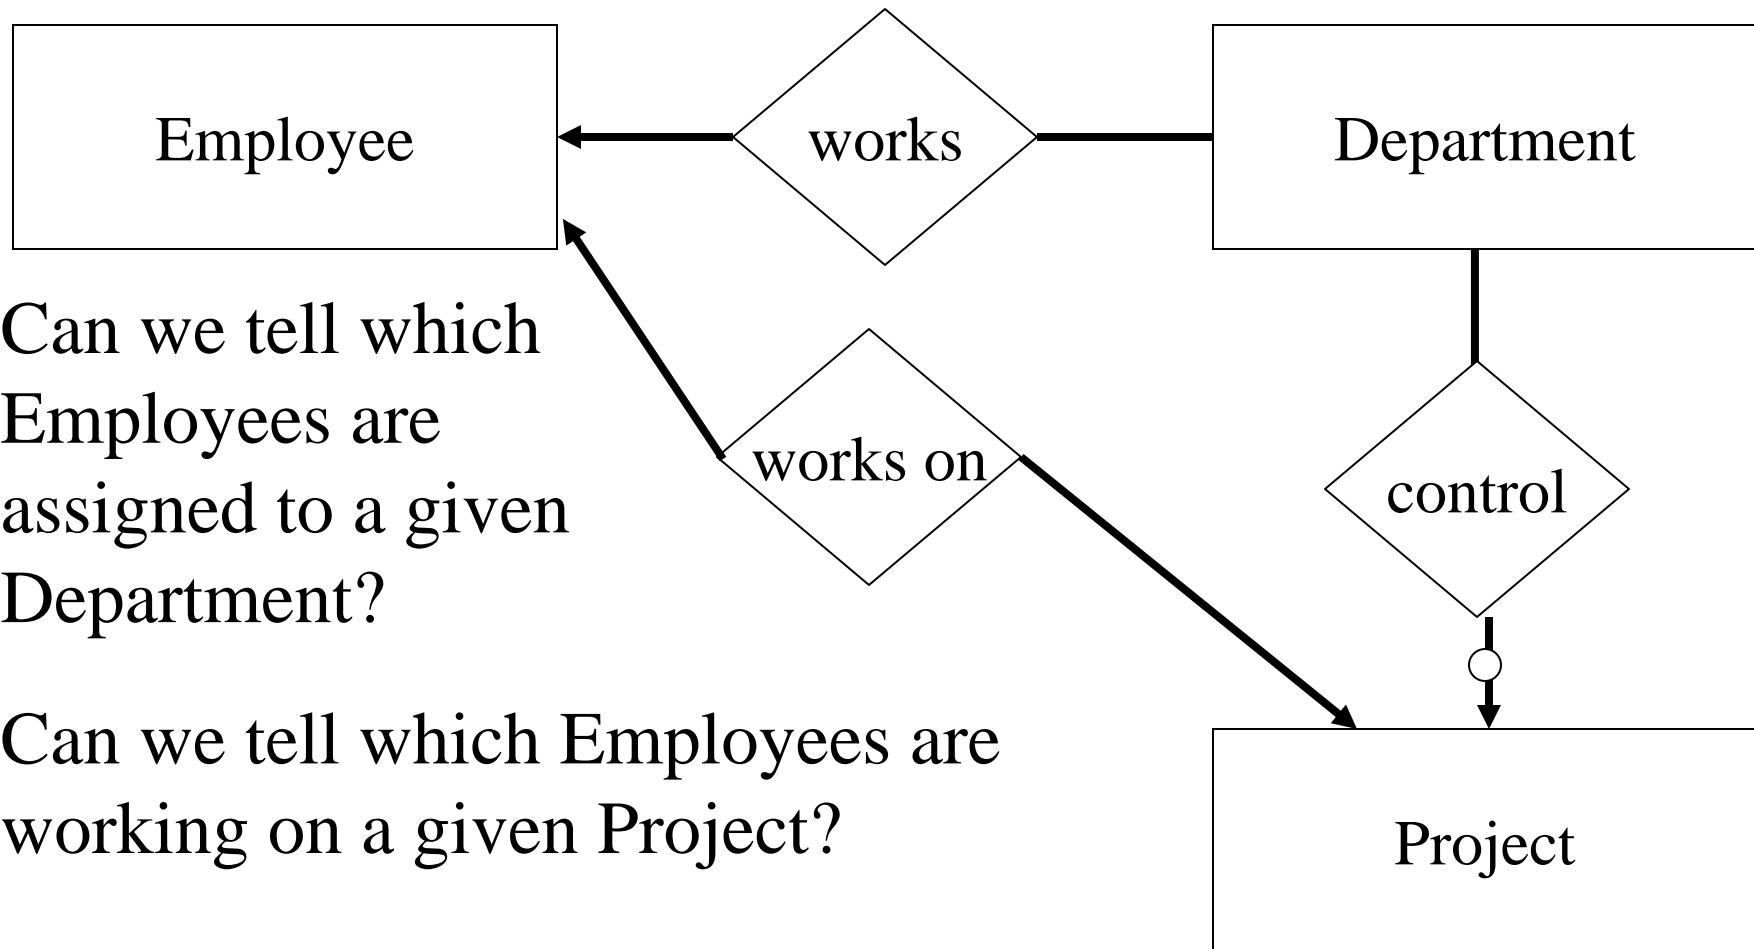 Employee
works
Department
Can we tell which
Employees are
assigned to a given
Department?
works on
control
Can we tell which Employees are
working on a given Project?
Project